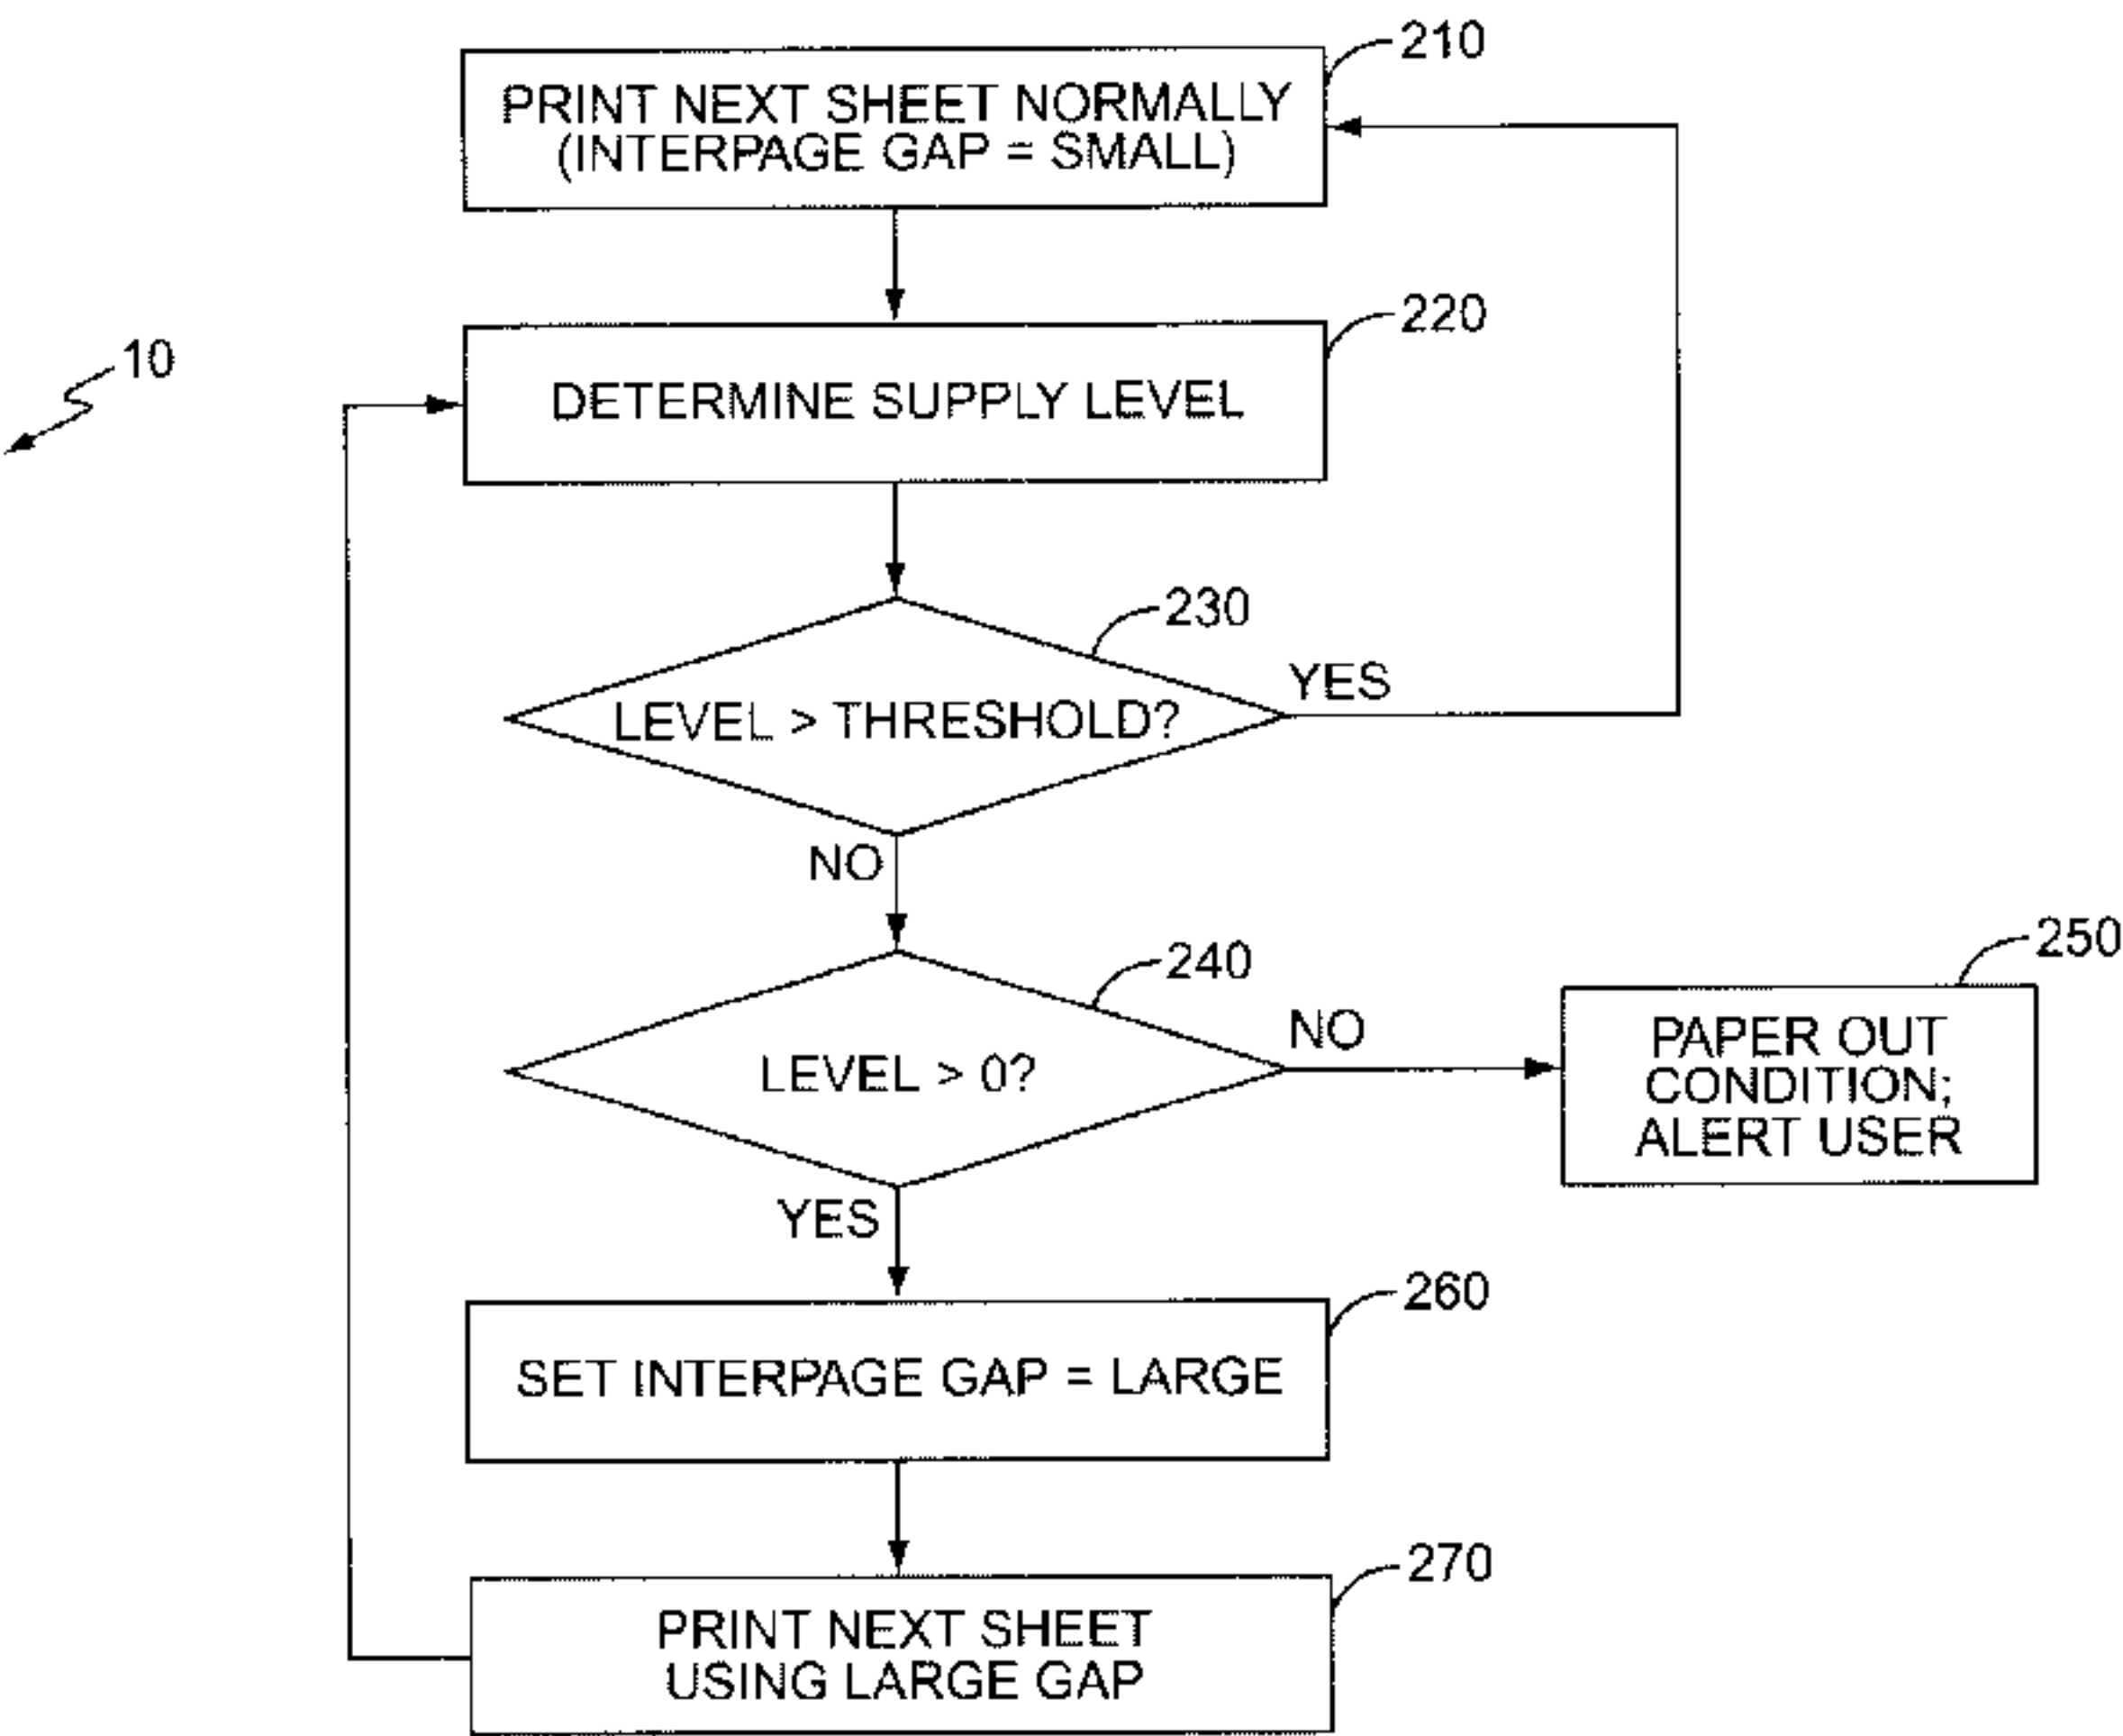 210
PRINT NEXT SHEET NORMALLY
(INTERPAGE GAP = SMALL)
220
10
DETERMINE SUPPLY LEVEL
230
YES
LEVEL > THRESHOLD?
NO
240
250
NO
LEVEL > 0?
PAPER OUT
CONDITION;
ALERT USER
YES
260
SET INTERPAGE GAP = LARGE
270
PRINT NEXT SHEET
USING LARGE GAP